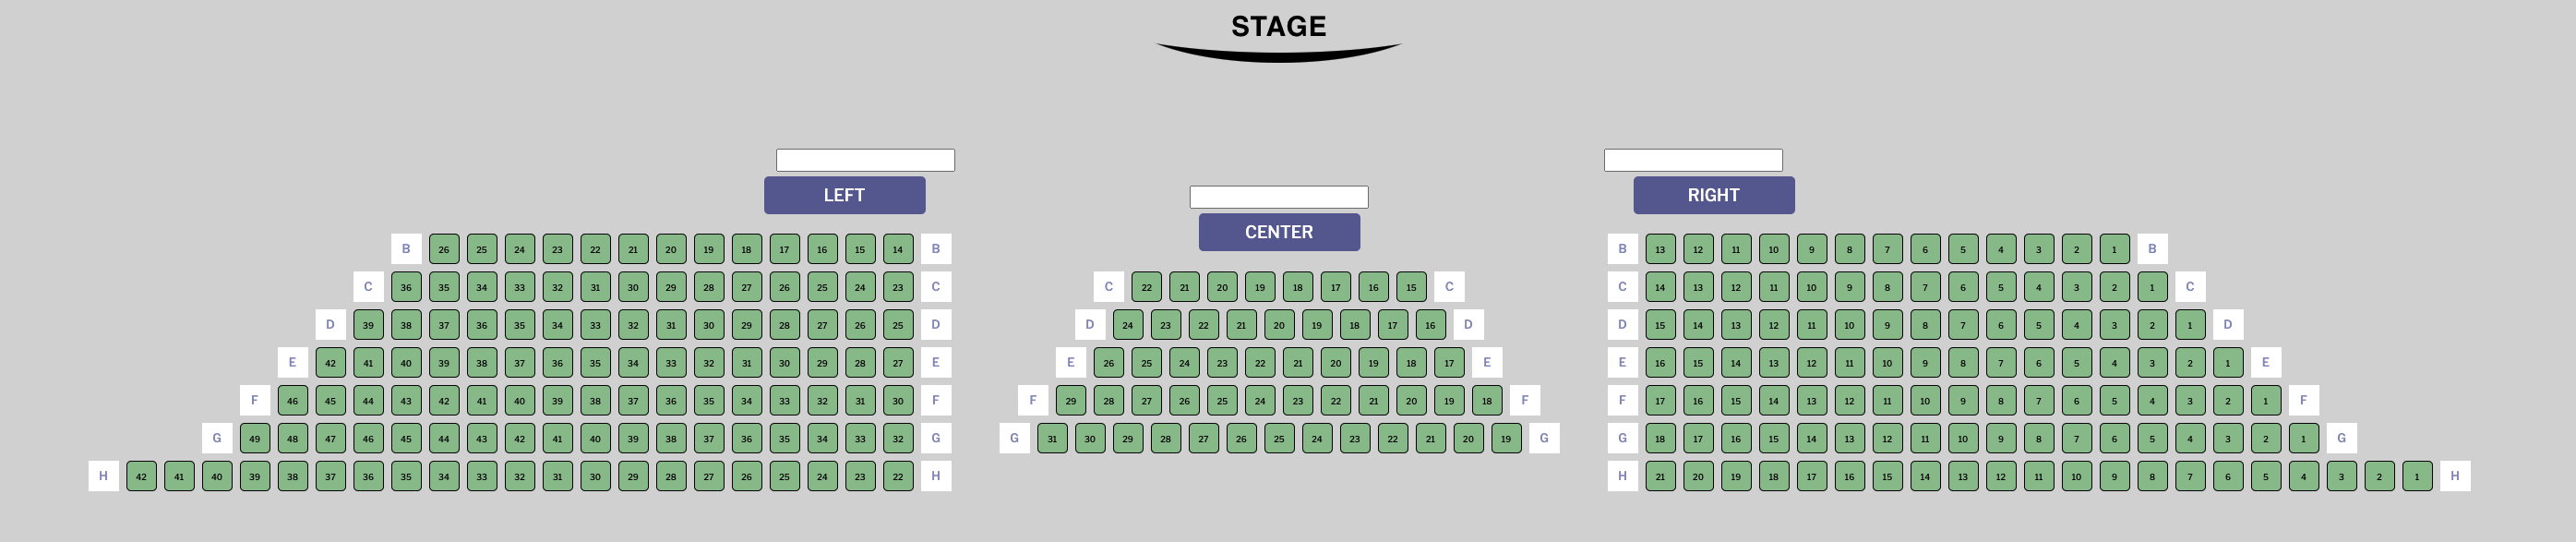 STAGE
LEFT
RIGHT
CENTER
B 26 25 24 23 22 21 20 19 18 17 16 15 14 B
B 13 12 11 10 9 8 7 6 5 4 3 2 1 B
C 36 35 34 33 32 31 30 29 28 27 26 25 24 23 C
C 22 21 20 19 18 17 16 15 C
C 14 13 12 11 10 9 8 7 6 5 4 3 2 1 C
D 39 38 37 36 35 34 33 32 31 30 29 28 27 26 25 D
D 24 23 22 21 20 19 18 17 16 D
D 15 14 13 12 11 10 9 8 7 6 5 4 3 2 1 D
E 42 41 40 39 38 37 36 35 34 33 32 31 30 29 28 27 E
E 26 25 24 23 22 21 20 19 18 17 E
E 16 15 14 13 12 11 10 9 8 7 6 5 4 3 2 1 E
F 46 45 44 43 42 41 40 39 38 37 36 35 34 33 32 31 30 F
F 29 28 27 26 25 24 23 22 21 20 19 18 F
F 17 16 15 14 13 12 11 10 9 8 7 6 5 4 3 2 1 F
G 49 48 47 46 45 44 43 42 41 40 39 38 37 36 35 34 33 32 G
G 31 30 29 28 27 26 25 24 23 22 21 20 19 G
G 18 17 16 15 14 13 12 11 10 9 8 7 6 5 4 3 2 1 G
H 42 41 40 39 38 37 36 35 34 33 32 31 30 29 28 27 26 25 24 23 22 H
H 21 20 19 18 17 16 15 14 13 12 11 10 9 8 7 6 5 4 3 2 1 H